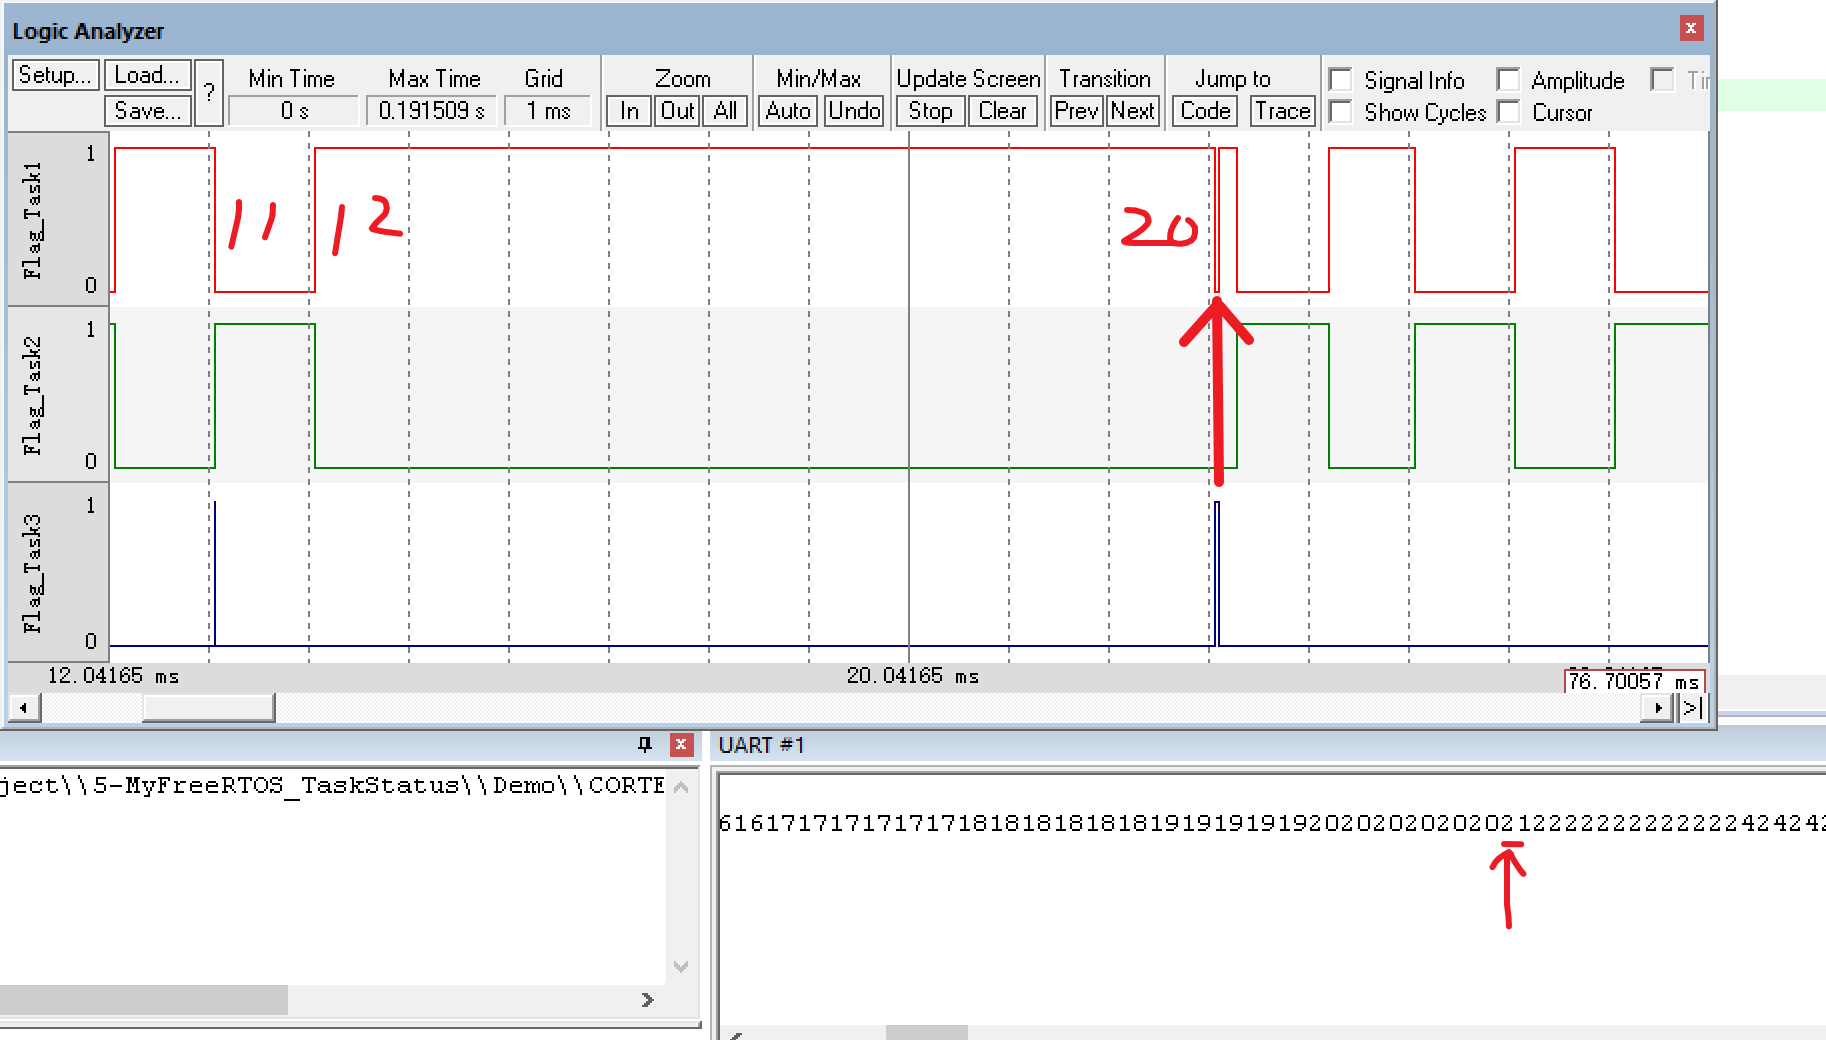 Logic Analyzer
Setup... Load... ? Min Time Max Time Grid Zoom Min/Max Update Screen Transition Jump to Signal Info Amplitude
Save... 0 s 0.191509 s 1 ms In Out All Auto Undo Stop Clear Prev Next Code Trace Show Cycles Cursor
Flag_Task1
1
0
11 12 20
Flag_Task2
1
0
Flag_Task3
1
0
12.04165 ms 20.04165 ms 76.70057 ms
>|
UART #1
ject\\5-MyFreeRTOS_TaskStatus\\Demo\\CORTE
6161717171717171818181818181919191919202020202020212222222222222424242